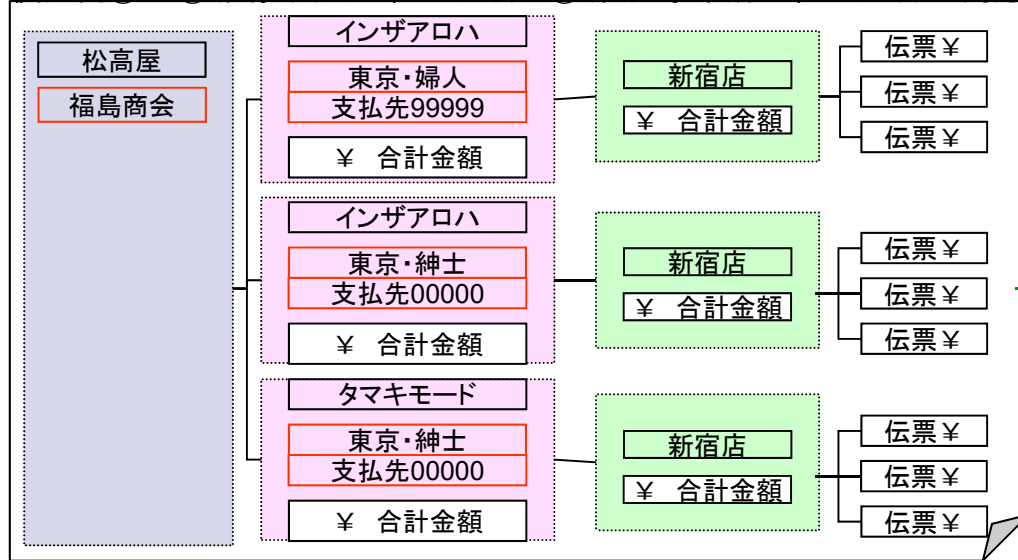 松高屋
福島商会
インザアロハ
東京・婦人
支払先99999
￥ 合計金額
新宿店
￥ 合計金額
伝票￥
伝票￥
伝票￥
インザアロハ
東京・紳士
支払先00000
￥ 合計金額
新宿店
￥ 合計金額
伝票￥
伝票￥
伝票￥
タマキモード
東京・紳士
支払先00000
￥ 合計金額
新宿店
￥ 合計金額
伝票￥
伝票￥
伝票￥